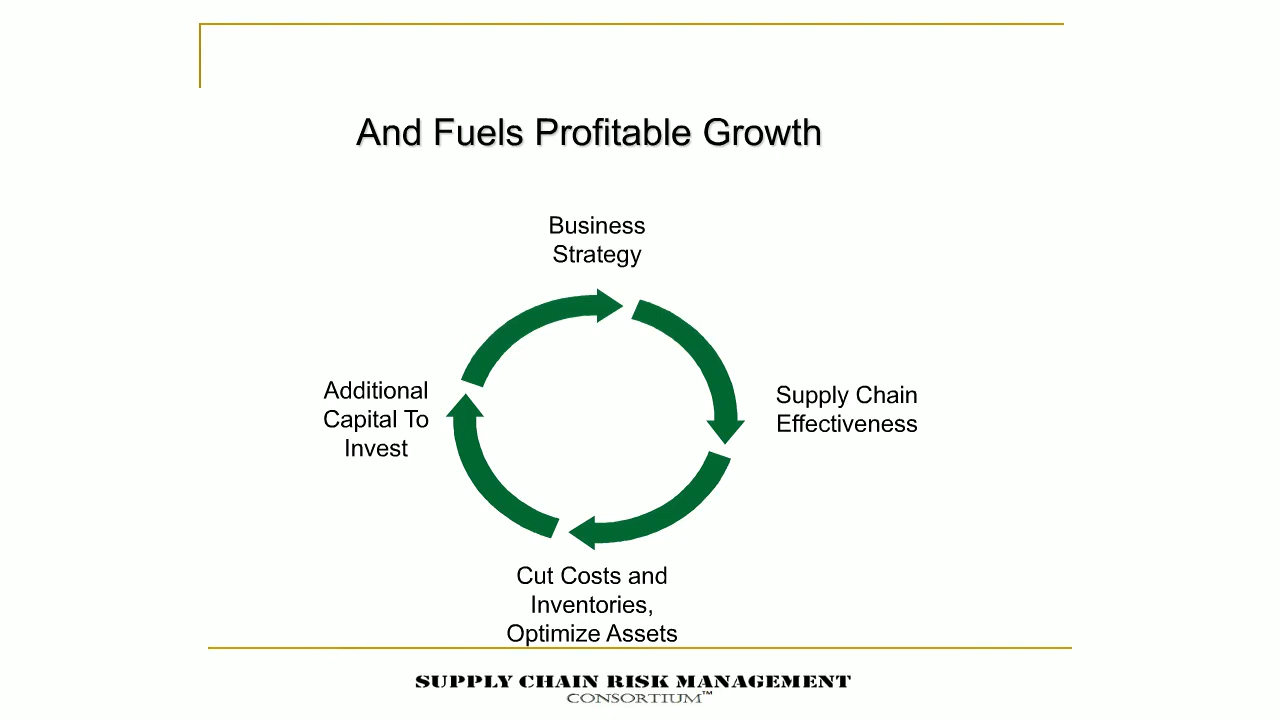 And Fuels Profitable Growth
Business
Strategy
Supply Chain
Effectiveness
Additional
Capital To
Invest
Cut Costs and
Inventories,
Optimize Assets
SUPPLY CHAIN RISK MANAGEMENT
CONSORTIUM™